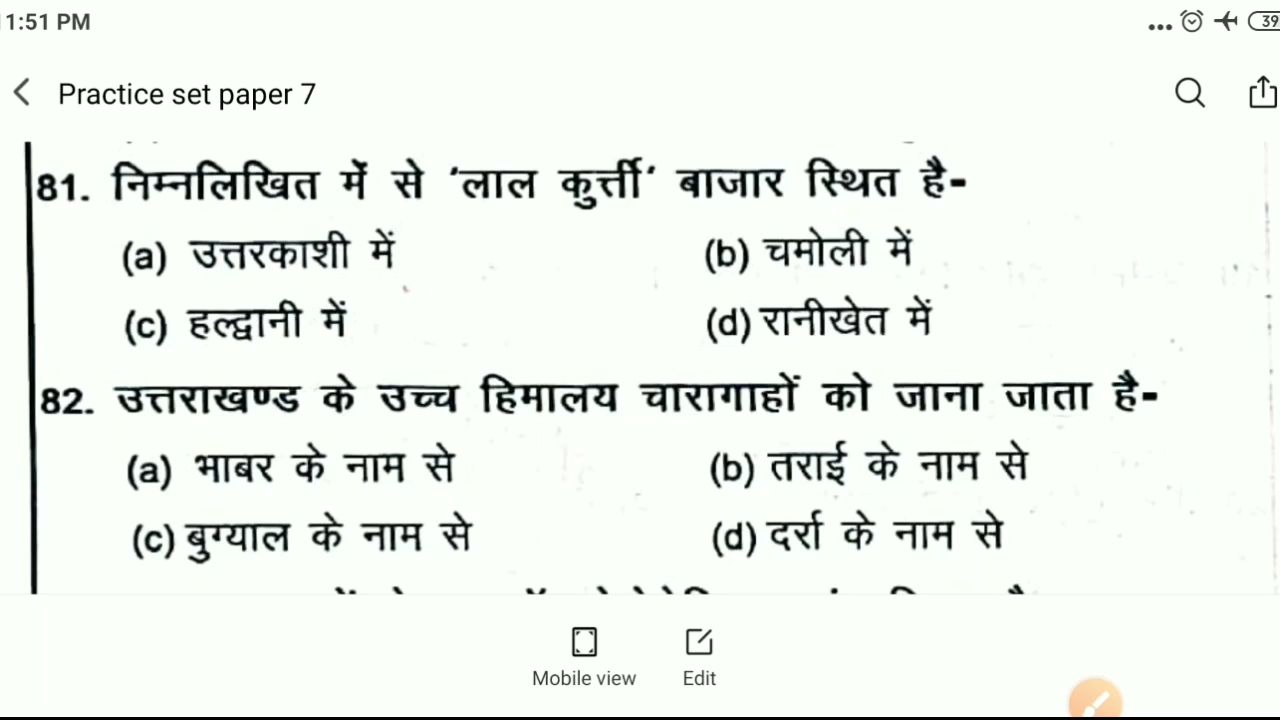 1:51 PM
... 39
Practice set paper 7
81. निम्नलिखित में से 'लाल कुर्त्ती' बाजार स्थित है-
(a) उत्तरकाशी में (b) चमोली में
(c) हल्द्वानी में (d) रानीखेत में
82. उत्तराखण्ड के उच्च हिमालय चारागाहों को जाना जाता है-
(a) भाबर के नाम से (b) तराई के नाम से
(c) बुग्याल के नाम से (d) दर्रा के नाम से
Mobile view Edit